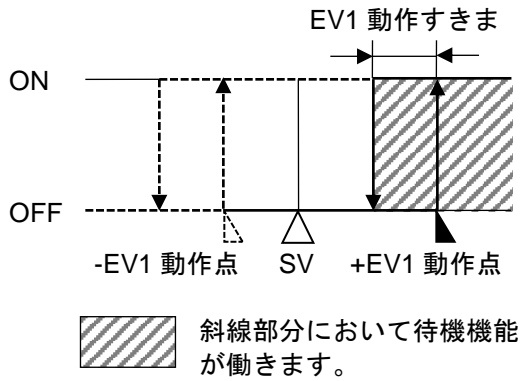 EV1 動作すきま
ON
OFF
-EV1 動作点 SV +EV1 動作点
斜線部分において待機機能
が働きます。